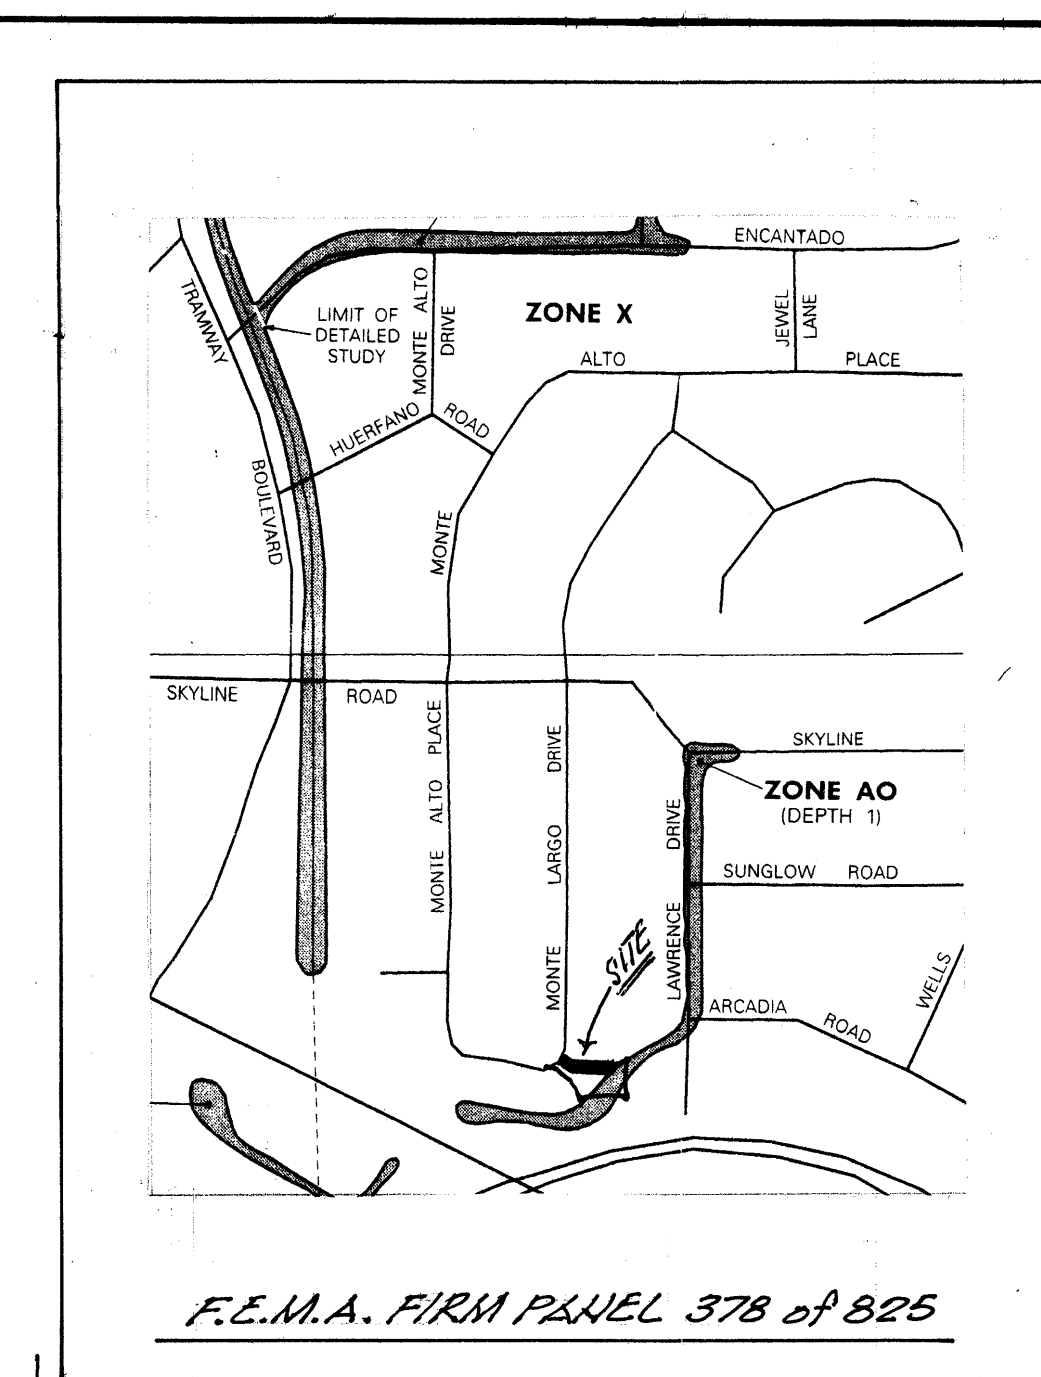 ENCANTADO
TRAMWAY
BOULEVARD
LIMIT OF
DETAILED
STUDY
MONTE ALTO
DRIVE
ZONE X
JEWEL
LANE
ALTO
PLACE
HUERFANO
ROAD
MONTE
SKYLINE
ROAD
MONTE ALTO PLACE
MONTE LARGO DRIVE
SKYLINE
ZONE AO
(DEPTH 1)
LAWRENCE DRIVE
SUNGLOW ROAD
SITE
ARCADIA
ROAD
WELLS
F.E.M.A. FIRM PANEL 378 of 825